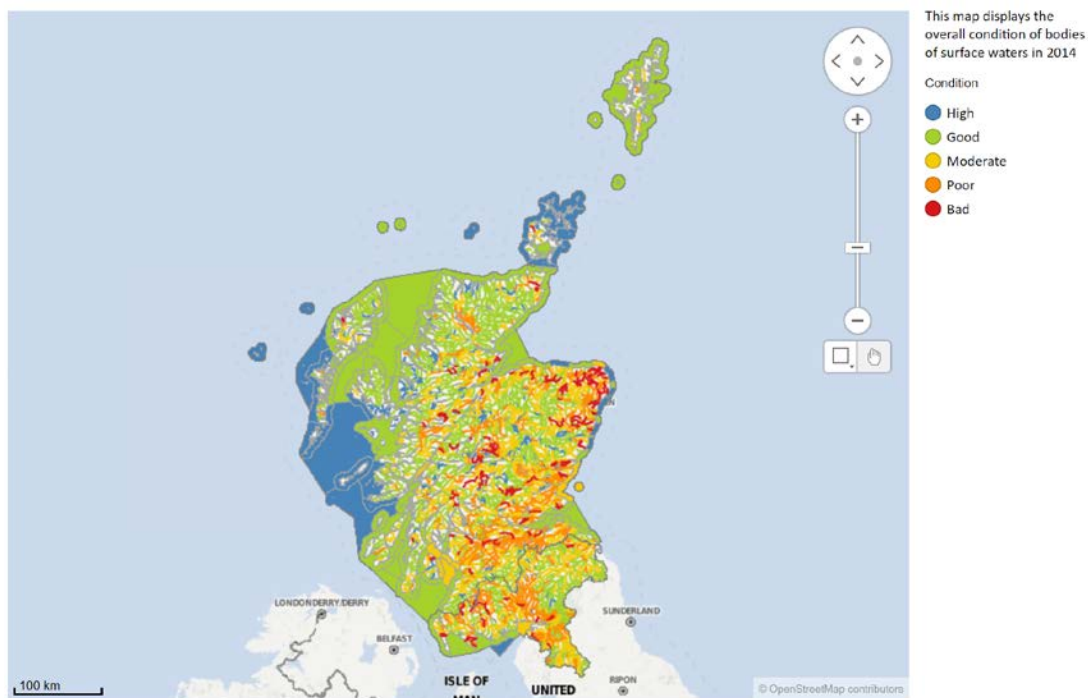 This map displays the
overall condition of bodies
of surface waters in 2014
Condition
High
Good
Moderate
Poor
Bad
LONDONDERRY/DERRY
BELFAST
SUNDERLAND
ISLE OF
MAN
UNITED
RIPON
100 km
© OpenStreetMap contributors